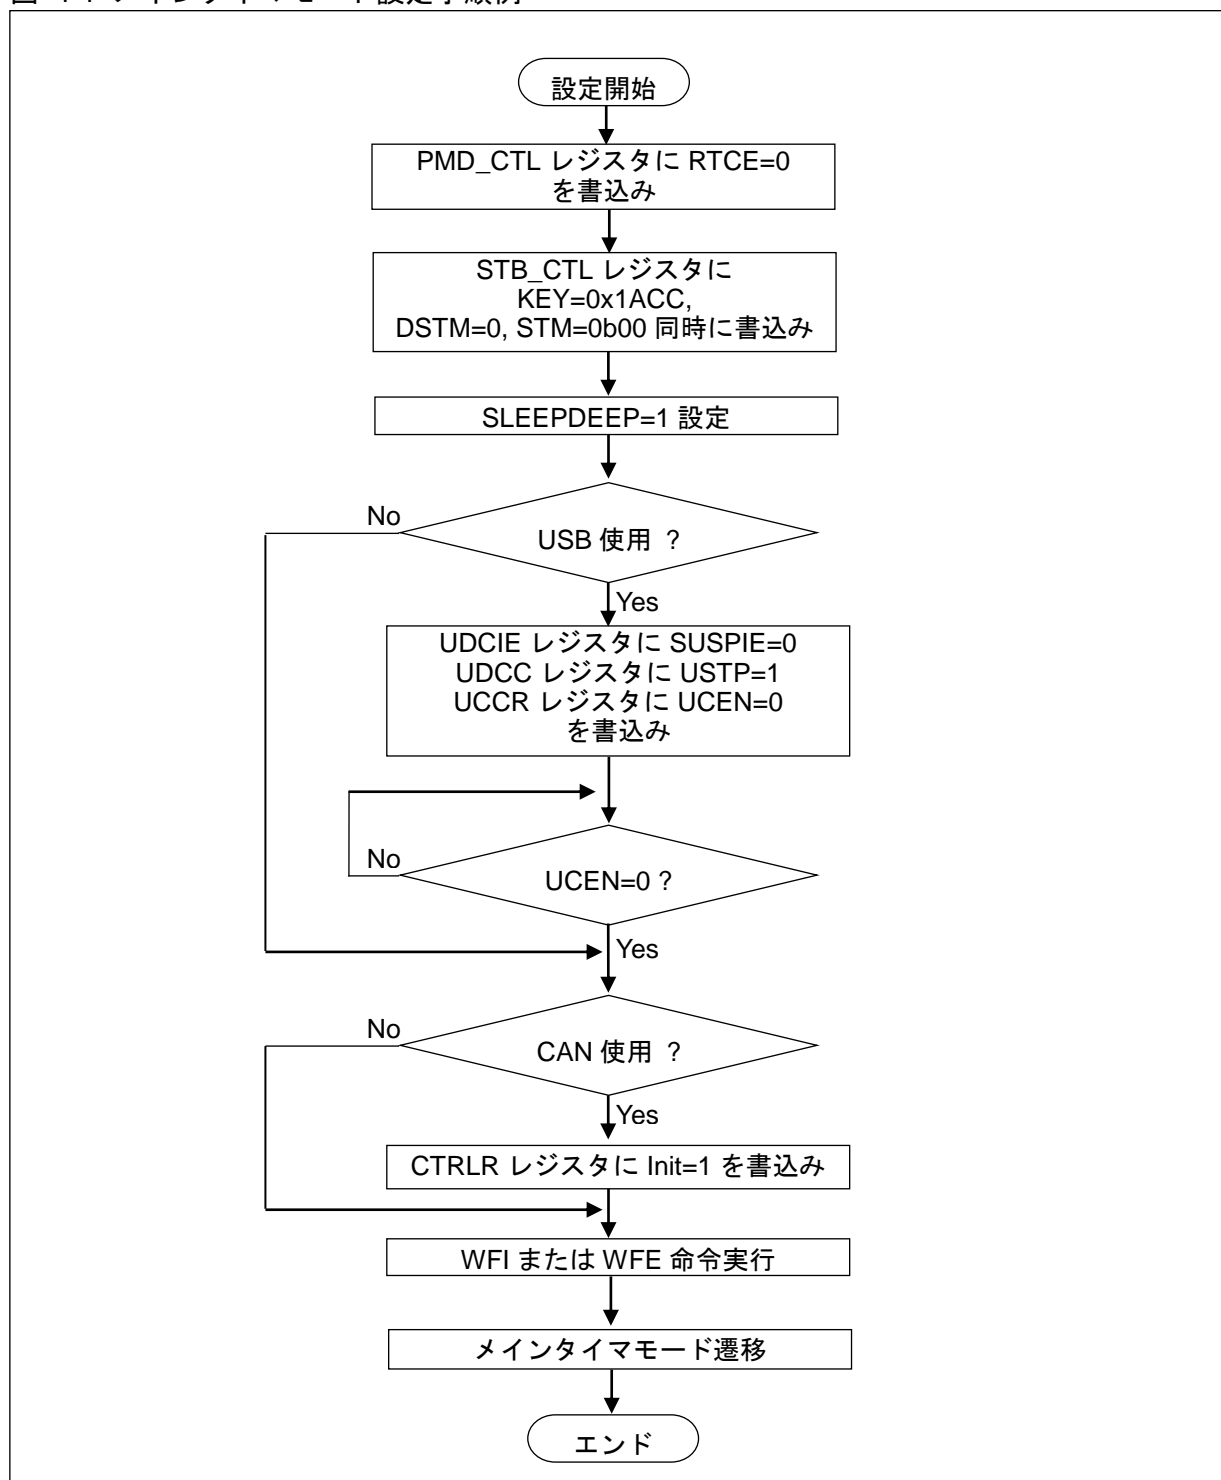 設定開始
PMD_CTL レジスタに RTCE=0
を書込み
STB_CTL レジスタに
KEY=0x1ACC,
DSTM=0, STM=0b00 同時に書込み
SLEEPDEEP=1 設定
No
USB 使用 ?
Yes
UDCIE レジスタに SUSPIE=0
UDCC レジスタに USTP=1
UCCR レジスタに UCEN=0
を書込み
No
UCEN=0 ?
Yes
No
CAN 使用 ?
Yes
CTRLR レジスタに Init=1 を書込み
WFI または WFE 命令実行
メインタイマモード遷移
エンド